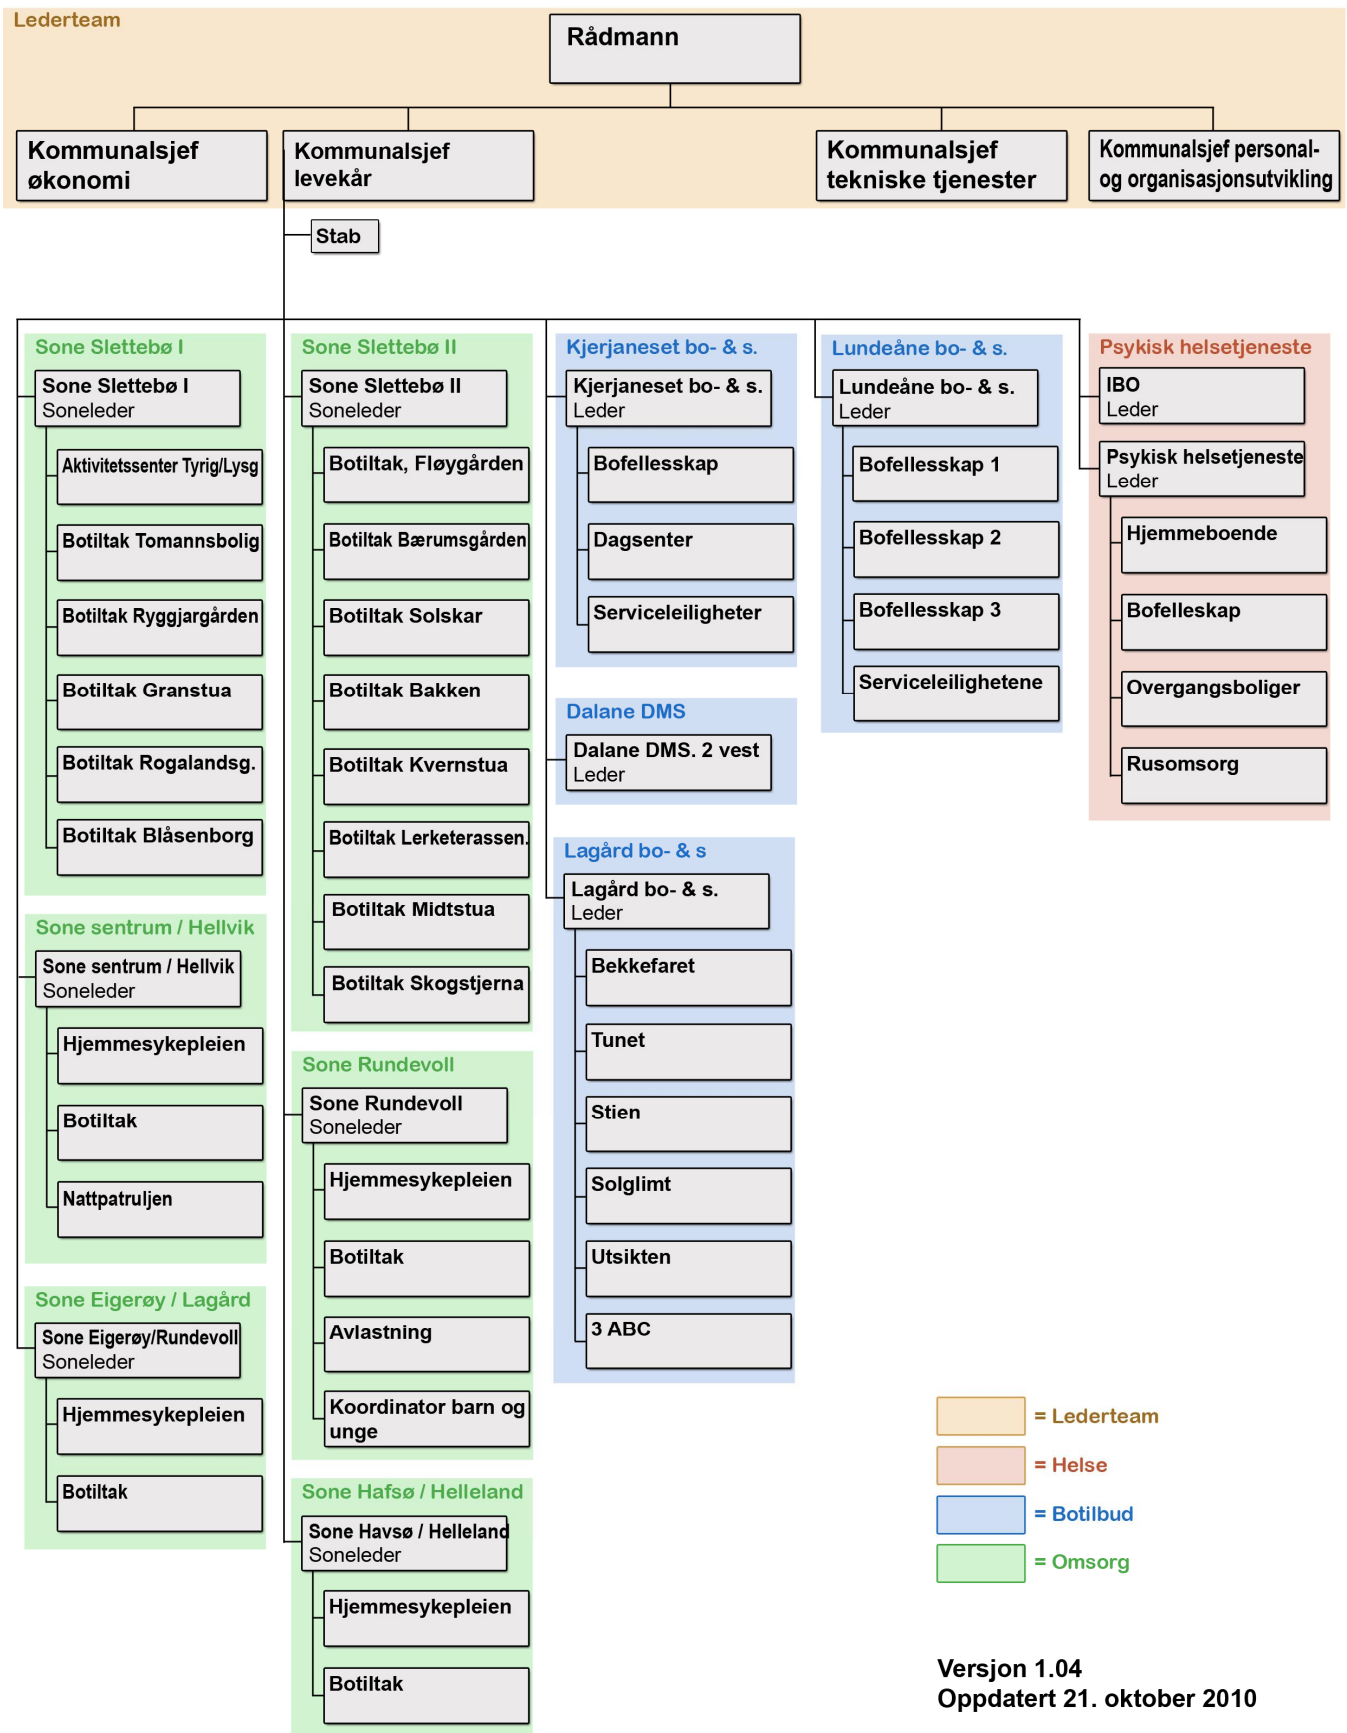 Lederteam
Rådmann
Kommunalsjef
økonomi
Kommunalsjef
levekår
Kommunalsjef
tekniske tjenester
Kommunalsjef personal-
og organisasjonsutvikling
Stab
Sone Slettebø I
Sone Slettebø I
Soneleder
Aktivitetssenter Tyrig/Lysg
Botiltak Tomannsbolig
Botiltak Ryggjargården
Botiltak Granstua
Botiltak Rogalandsg.
Botiltak Blåsenborg
Sone sentrum / Hellvik
Sone sentrum / Hellvik
Soneleder
Hjemmesykepleien
Botiltak
Nattpatruljen
Sone Eigerøy / Lagård
Sone Eigerøy/Rundevoll
Soneleder
Hjemmesykepleien
Botiltak
Sone Slettebø II
Sone Slettebø II
Soneleder
Botiltak, Fløygården
Botiltak Bærumsgården
Botiltak Solskar
Botiltak Bakken
Botiltak Kvernstua
Botiltak Lerketerassen.
Botiltak Midtstua
Botiltak Skogstjerna
Sone Rundevoll
Sone Rundevoll
Soneleder
Hjemmesykepleien
Botiltak
Avlastning
Koordinator barn og
unge
Sone Hafsø / Helleland
Sone Havsø / Helleland
Soneleder
Hjemmesykepleien
Botiltak
Kjerjaneset bo- & s.
Kjerjaneset bo- & s.
Leder
Bofellesskap
Dagsenter
Serviceleiligheter
Dalane DMS
Dalane DMS. 2 vest
Leder
Lagård bo- & s
Lagård bo- & s.
Leder
Bekkefaret
Tunet
Stien
Solglimt
Utsikten
3 ABC
Lundeåne bo- & s.
Lundeåne bo- & s.
Leder
Bofellesskap 1
Bofellesskap 2
Bofellesskap 3
Serviceleilighetene
Psykisk helsetjeneste
IBO
Leder
Psykisk helsetjeneste
Leder
Hjemmeboende
Bofelleskap
Overgangsboliger
Rusomsorg
= Lederteam
= Helse
= Botilbud
= Omsorg
Versjon 1.04
Oppdatert 21. oktober 2010